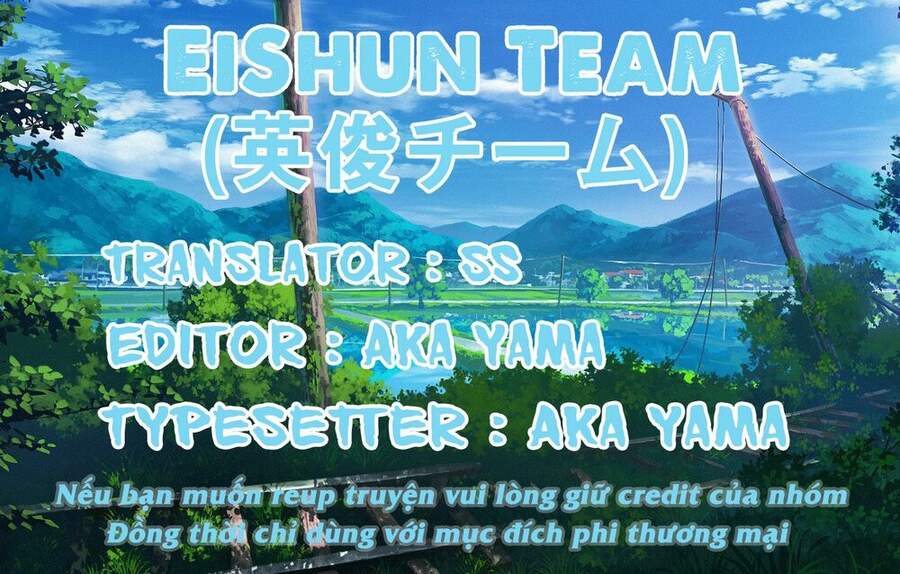 EiShun Team
(英俊チーム)
TRANSLATOR : SS
EDITOR : AKA YAMA
TYPESETTER : AKA YAMA
Nếu bạn muốn reup truyện vui lòng giữ credit của nhóm
Đồng thời chỉ dùng với mục đích phi thương mại